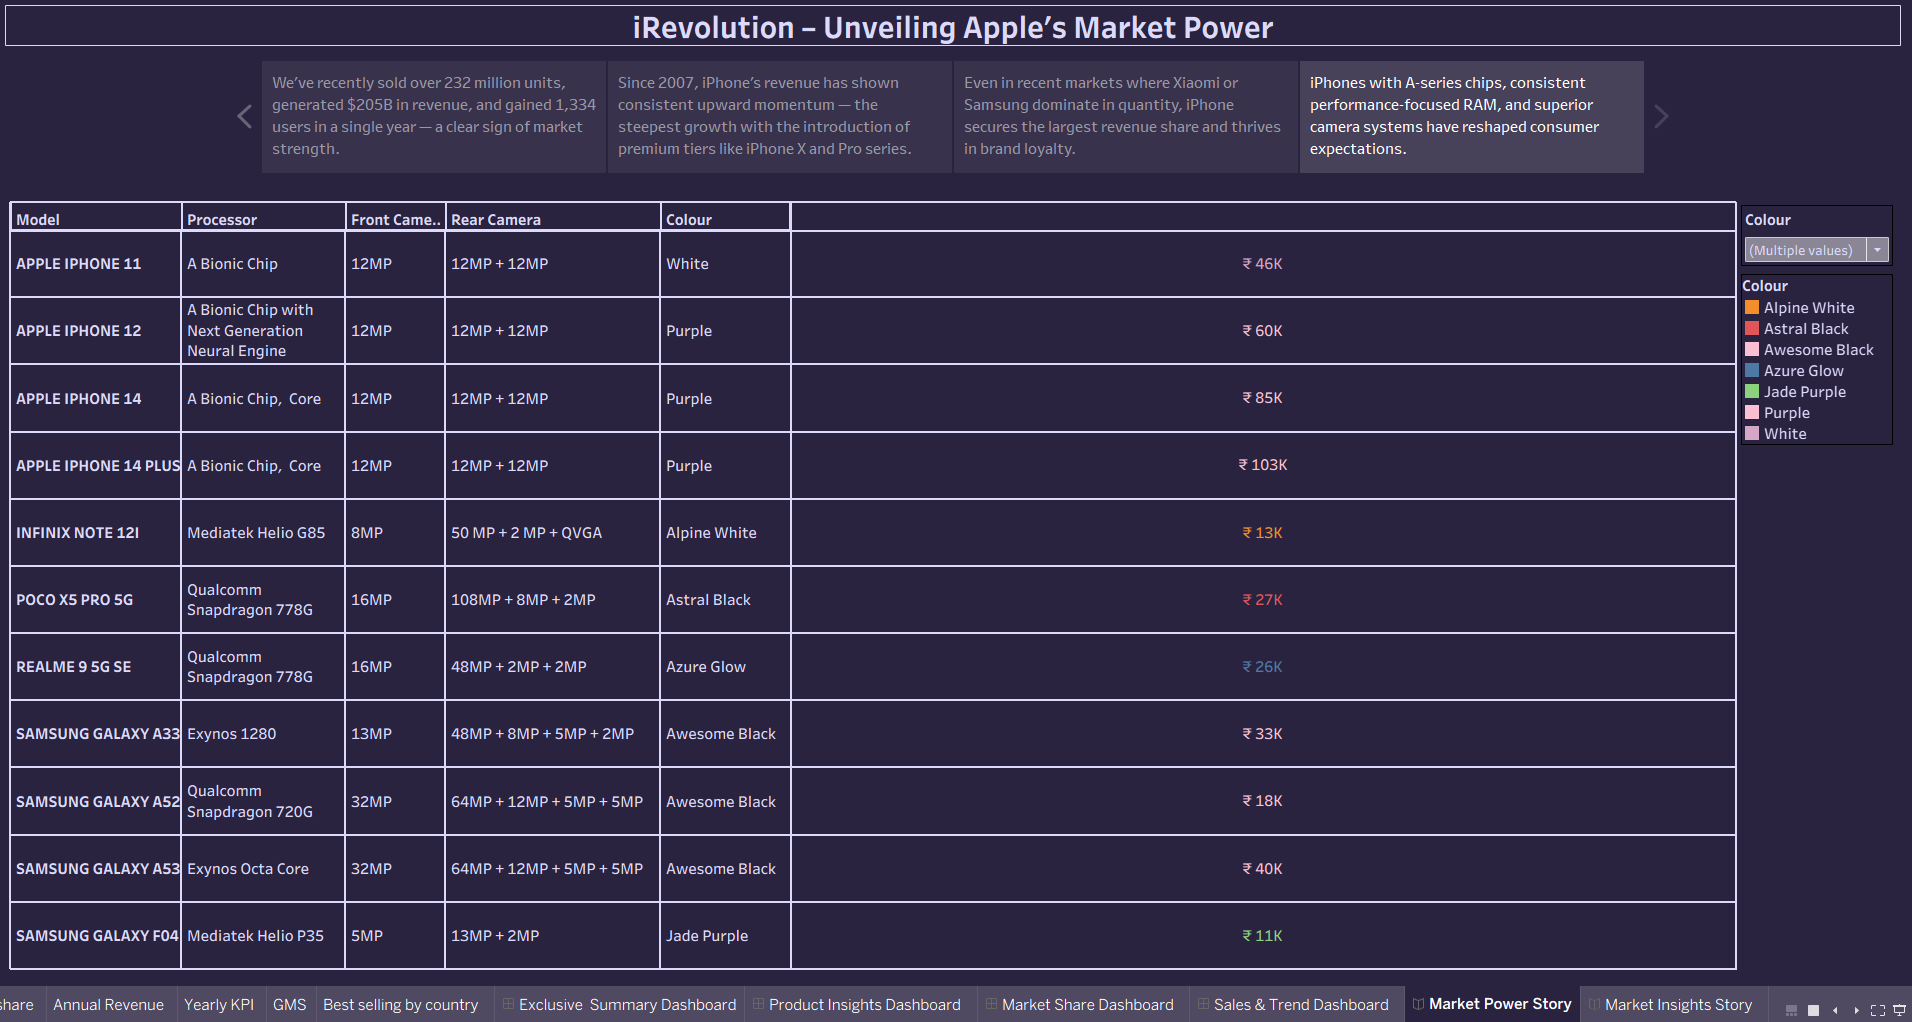 iRevolution – Unveiling Apple's Market Power
We've recently sold over 232 million units,
generated $205B in revenue, and gained 1,334
users in a single year — a clear sign of market
strength.
Since 2007, iPhone's revenue has shown
consistent upward momentum — the
steepest growth with the introduction of
premium tiers like iPhone X and Pro series.
Even in recent markets where Xiaomi or
Samsung dominate in quantity, iPhone
secures the largest revenue share and thrives
in brand loyalty.
iPhones with A-series chips, consistent
performance-focused RAM, and superior
camera systems have reshaped consumer
expectations.
Model Processor Front Came.. Rear Camera Colour
APPLE IPHONE 11 A Bionic Chip 12MP 12MP + 12MP White ₹ 46K
APPLE IPHONE 12 A Bionic Chip with
Next Generation
Neural Engine 12MP 12MP + 12MP Purple ₹ 60K
APPLE IPHONE 14 A Bionic Chip,  Core 12MP 12MP + 12MP Purple ₹ 85K
APPLE IPHONE 14 PLUS A Bionic Chip,  Core 12MP 12MP + 12MP Purple ₹ 103K
INFINIX NOTE 12I Mediatek Helio G85 8MP 50 MP + 2 MP + QVGA Alpine White ₹ 13K
POCO X5 PRO 5G Qualcomm
Snapdragon 778G 16MP 108MP + 8MP + 2MP Astral Black ₹ 27K
REALME 9 5G SE Qualcomm
Snapdragon 778G 16MP 48MP + 2MP + 2MP Azure Glow ₹ 26K
SAMSUNG GALAXY A33 Exynos 1280 13MP 48MP + 8MP + 5MP + 2MP Awesome Black ₹ 33K
SAMSUNG GALAXY A52 Qualcomm
Snapdragon 720G 32MP 64MP + 12MP + 5MP + 5MP Awesome Black ₹ 18K
SAMSUNG GALAXY A53 Exynos Octa Core 32MP 64MP + 12MP + 5MP + 5MP Awesome Black ₹ 40K
SAMSUNG GALAXY F04 Mediatek Helio P35 5MP 13MP + 2MP Jade Purple ₹ 11K
Colour
(Multiple values)
Colour
Alpine White
Astral Black
Awesome Black
Azure Glow
Jade Purple
Purple
White
share Annual Revenue Yearly KPI GMS Best selling by country Exclusive  Summary Dashboard Product Insights Dashboard Market Share Dashboard Sales & Trend Dashboard Market Power Story Market Insights Story